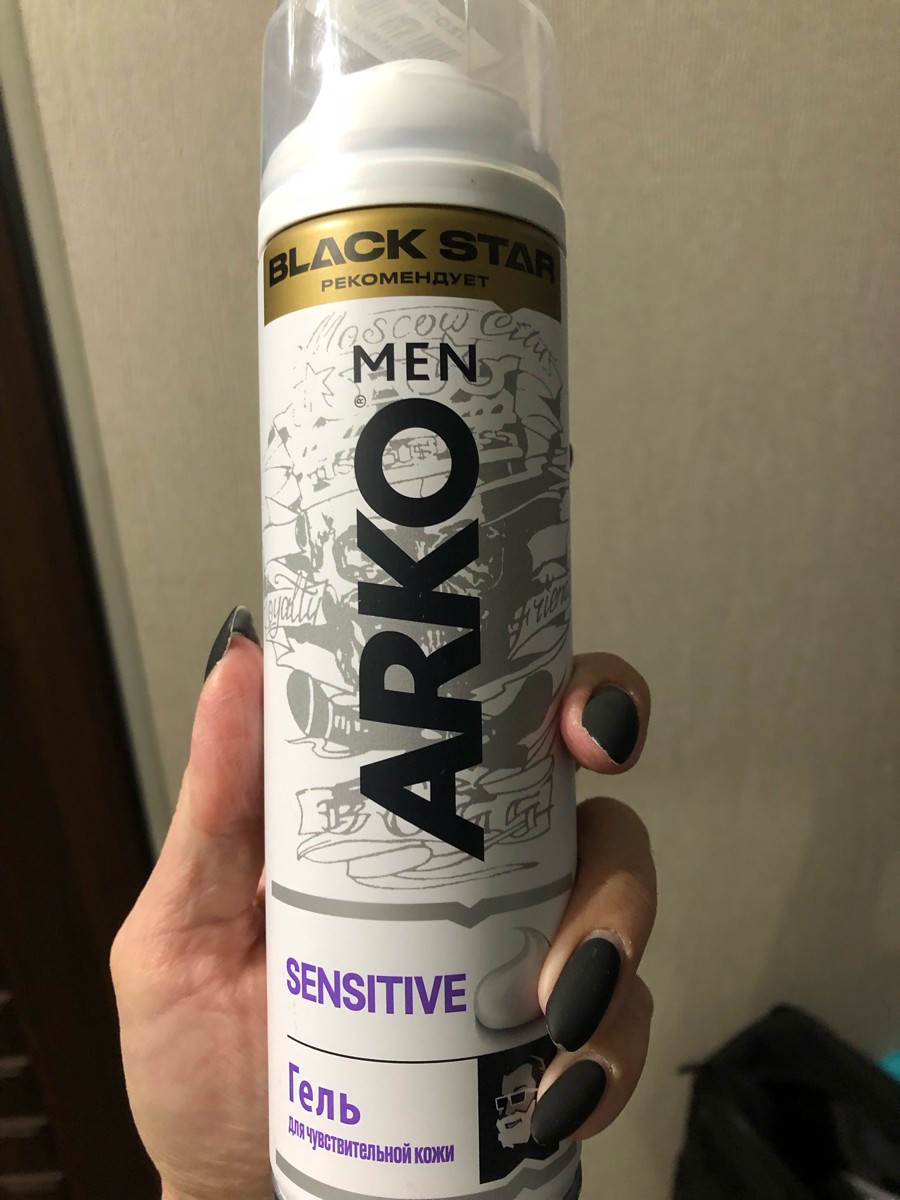 BLACK STAR
РЕКОМЕНДУЕТ
Moscow
MEN
®
ARKO
SENSITIVE
Гель
для чувствительной кожи